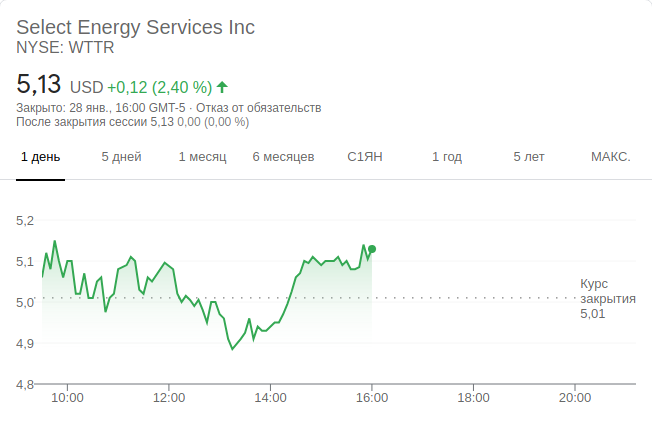 Select Energy Services Inc
NYSE: WTTR
5,13 USD +0,12 (2,40 %)
Закрыто: 28 янв., 16:00 GMT-5 · Отказ от обязательств
После закрытия сессии 5,13 0,00 (0,00 %)
1 день 5 дней 1 месяц 6 месяцев С1ЯН 1 год 5 лет МАКС.
5,2
5,1
5,0
4,9
4,8
Курс
закрытия
5,01
10:00 12:00 14:00 16:00 18:00 20:00